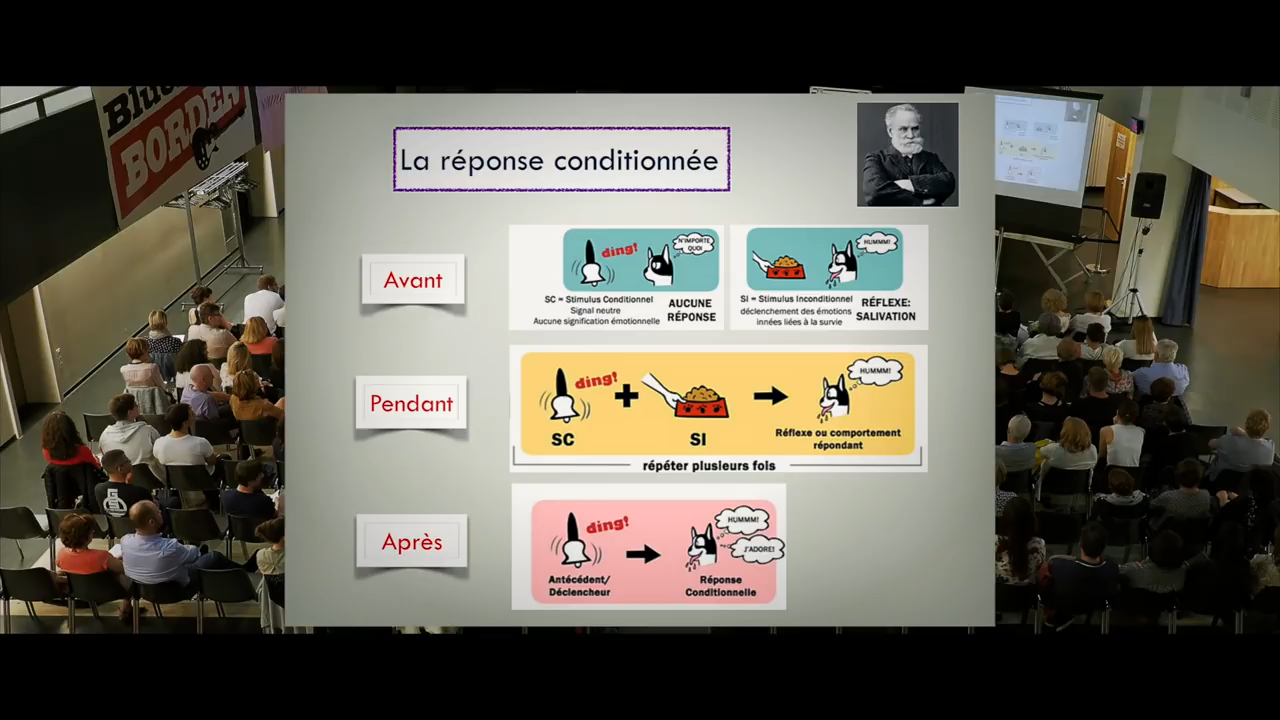 Blue
BORDER
La réponse conditionnée
Avant
ding!
N'IMPORTE
QUOI
SC = Stimulus Conditionnel
Signal neutre
Aucune signification émotionnelle
AUCUNE
RÉPONSE
HUMMM!
SI = Stimulus Inconditionnel
déclenchement des émotions
innées liées à la survie
RÉFLEXE:
SALIVATION
Pendant
ding!
+
HUMMM!
SC
SI
Réflexe ou comportement
répondant
répéter plusieurs fois
Après
ding!
HUMMM!
J'ADORE!
Antécédent/
Déclencheur
Réponse
Conditionnelle